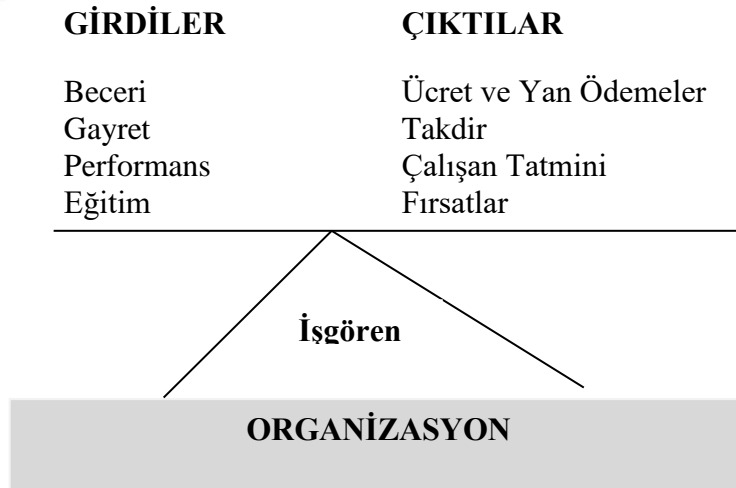 GİRDİLER ÇIKTILAR
Beceri Ücret ve Yan Ödemeler
Gayret Takdir
Performans Çalışan Tatmini
Eğitim Fırsatlar
İşgören
ORGANİZASYON